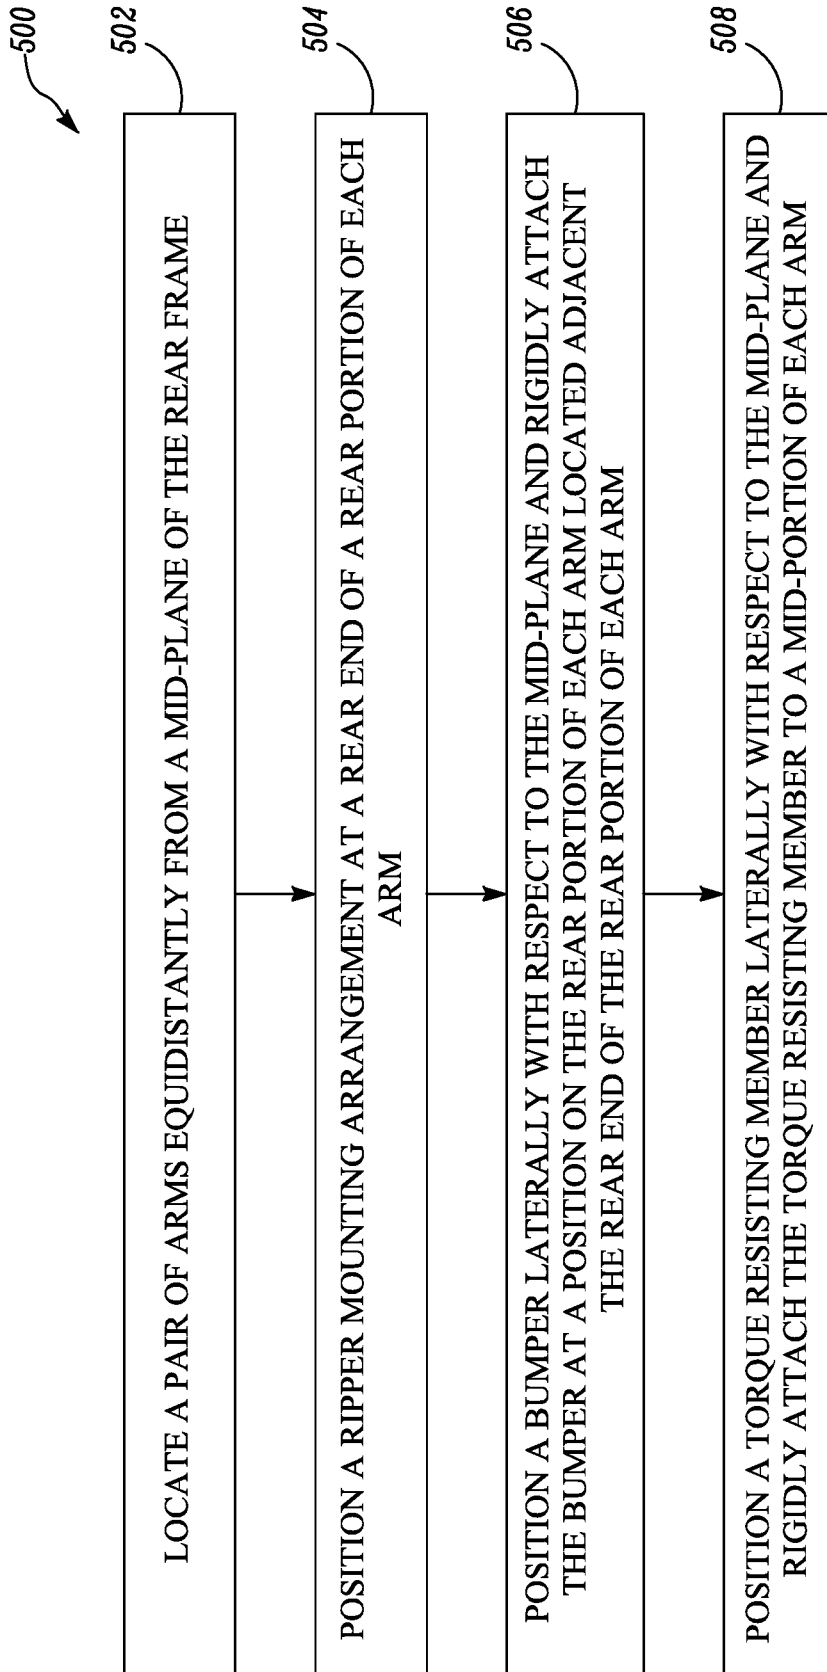 500
502
LOCATE A PAIR OF ARMS EQUIDISTANTLY FROM A MID-PLANE OF THE REAR FRAME
504
POSITION A RIPPER MOUNTING ARRANGEMENT AT A REAR END OF A REAR PORTION OF EACH
ARM
506
POSITION A BUMPER LATERALLY WITH RESPECT TO THE MID-PLANE AND RIGIDLY ATTACH
THE BUMPER AT A POSITION ON THE REAR PORTION OF EACH ARM LOCATED ADJACENT
THE REAR END OF THE REAR PORTION OF EACH ARM
508
POSITION A TORQUE RESISTING MEMBER LATERALLY WITH RESPECT TO THE MID-PLANE AND
RIGIDLY ATTACH THE TORQUE RESISTING MEMBER TO A MID-PORTION OF EACH ARM